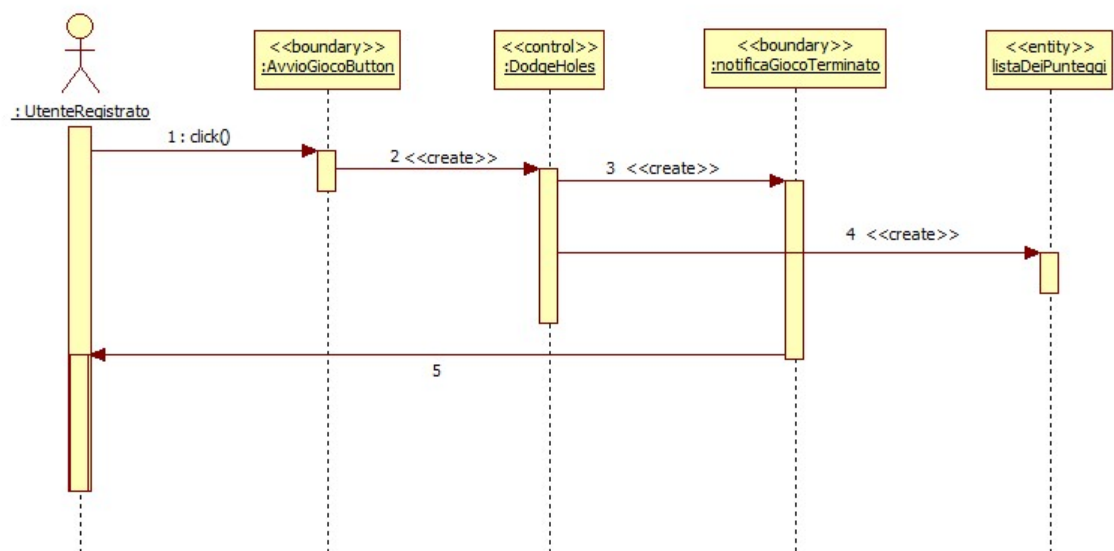 <<boundary>>
:AvvioGiocoButton
<<control>>
:DodgeHoles
<<boundary>>
:notificaGiocoTerminato
<<entity>>
listaDeiPunteggi
: UtenteRegistrato
1 : click()
2 <<create>>
3 <<create>>
4 <<create>>
5